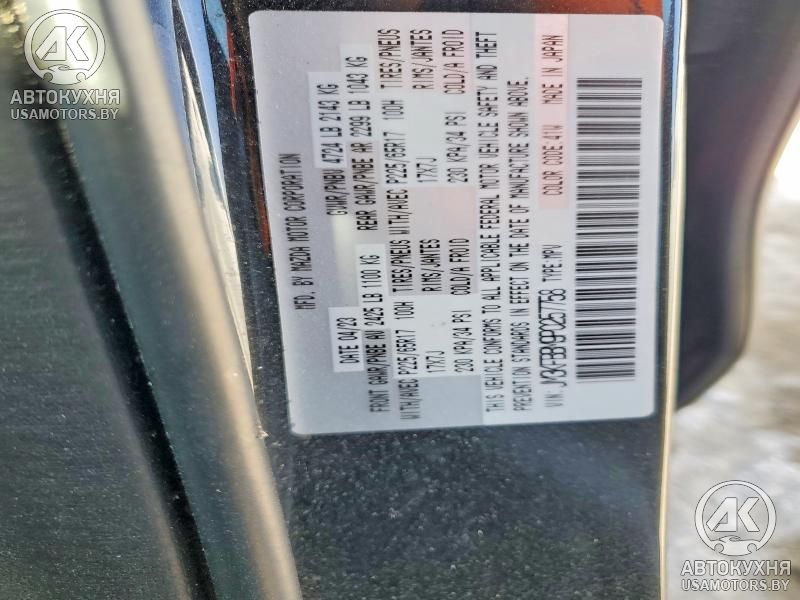 АВТОКУХНЯ
USAMOTORS.BY
MFD. BY MAZDA MOTOR CORPORATION
DATE 04/23 GVWR/PNBV 4724 LB 2143 KG
FRONT GAWR/PNBE AV 2425 LB 1100 KG REAR GAWR/PNBE AR 2299 LB 1043 KG
WITH/AVEC P225/65R17 100H TIRES/PNEUS WITH/AVEC P225/65R17 100H TIRES/PNEUS
17X7J RIMS/JANTES 17X7J RIMS/JANTES
230 KPA/34 PSI COLD/A FROID 230 KPA/34 PSI COLD/A FROID
THIS VEHICLE CONFORMS TO ALL APPLICABLE FEDERAL MOTOR VEHICLE SAFETY AND THEFT
PREVENTION STANDARDS IN EFFECT ON THE DATE OF MANUFACTURE SHOWN ABOVE.
VIN: TYPE:MPV COLOR CODE 41W MADE IN JAPAN
АВТОКУХНЯ
USAMOTORS.BY